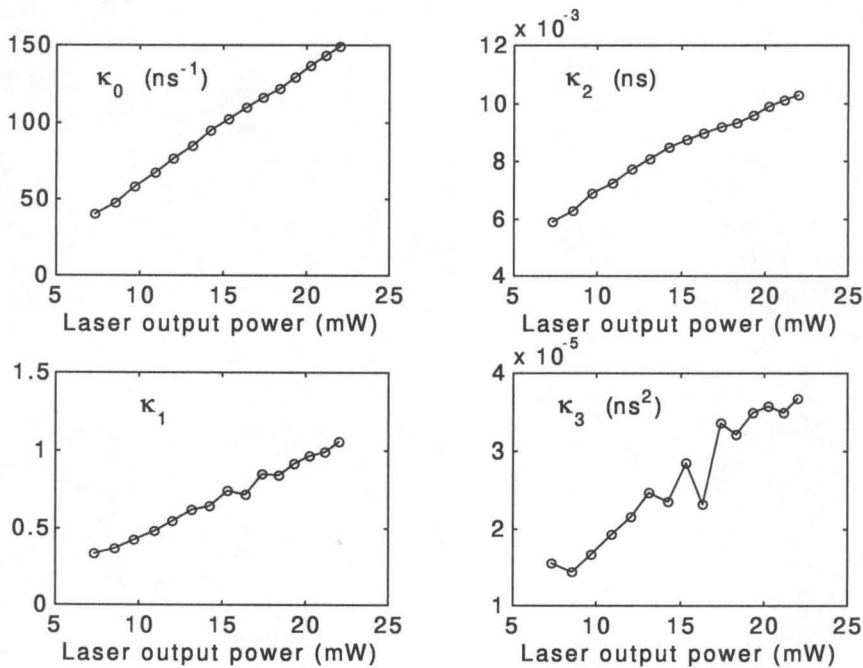 150
100
50
0
κ0 (ns-1)
5 10 15 20 25
Laser output power (mW)
x 10-3
12
10
8
6
4
κ2 (ns)
5 10 15 20 25
Laser output power (mW)
1.5
1
0.5
0
κ1
5 10 15 20 25
Laser output power (mW)
x 10-5
4
3
2
1
κ3 (ns2)
5 10 15 20 25
Laser output power (mW)